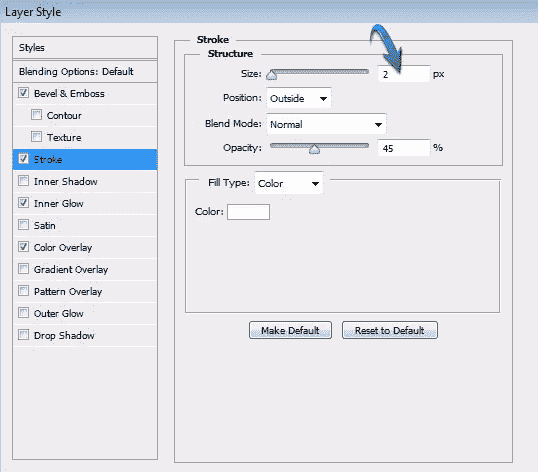 Layer Style
Styles
Blending Options: Default
Bevel & Emboss
Contour
Texture
Stroke
Inner Shadow
Inner Glow
Satin
Color Overlay
Gradient Overlay
Pattern Overlay
Outer Glow
Drop Shadow
Stroke
Structure
Size: 2 px
Position: Outside
Blend Mode: Normal
Opacity: 45 %
Fill Type: Color
Color:
Make Default Reset to Default